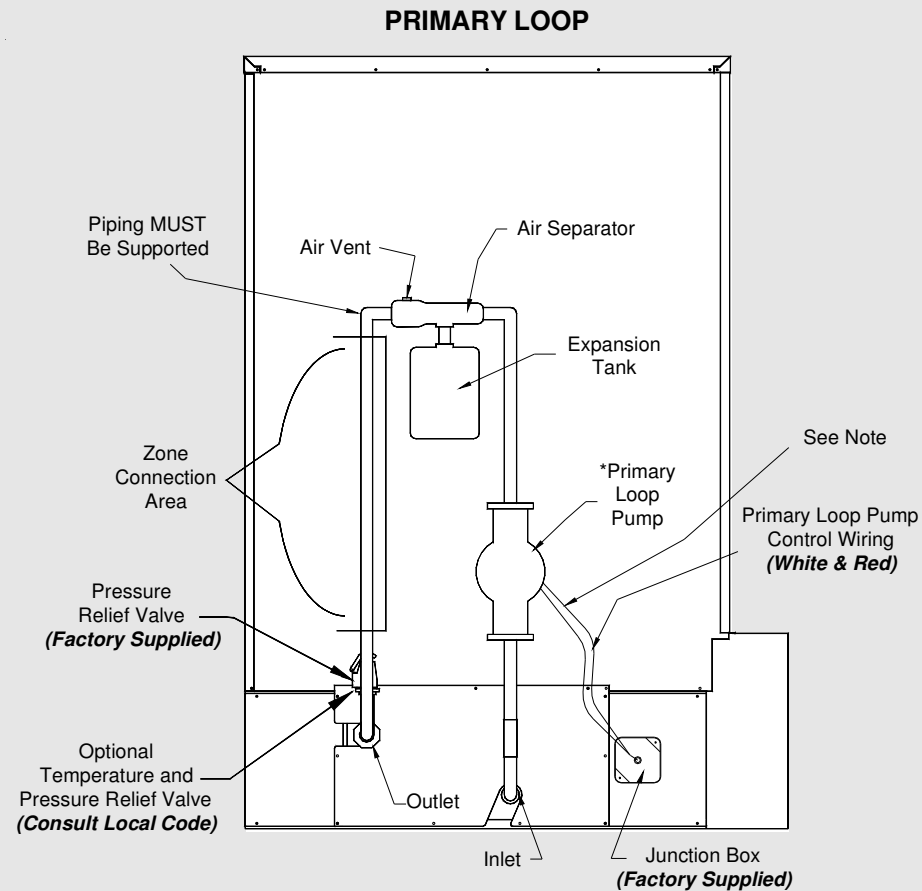 PRIMARY LOOP
Piping MUST
Be Supported
Air Vent
Air Separator
Expansion
Tank
Zone
Connection
Area
*Primary
Loop
Pump
See Note
Primary Loop Pump
Control Wiring
(White & Red)
Pressure
Relief Valve
(Factory Supplied)
Optional
Temperature and
Pressure Relief Valve
(Consult Local Code)
Outlet
Inlet
Junction Box
(Factory Supplied)